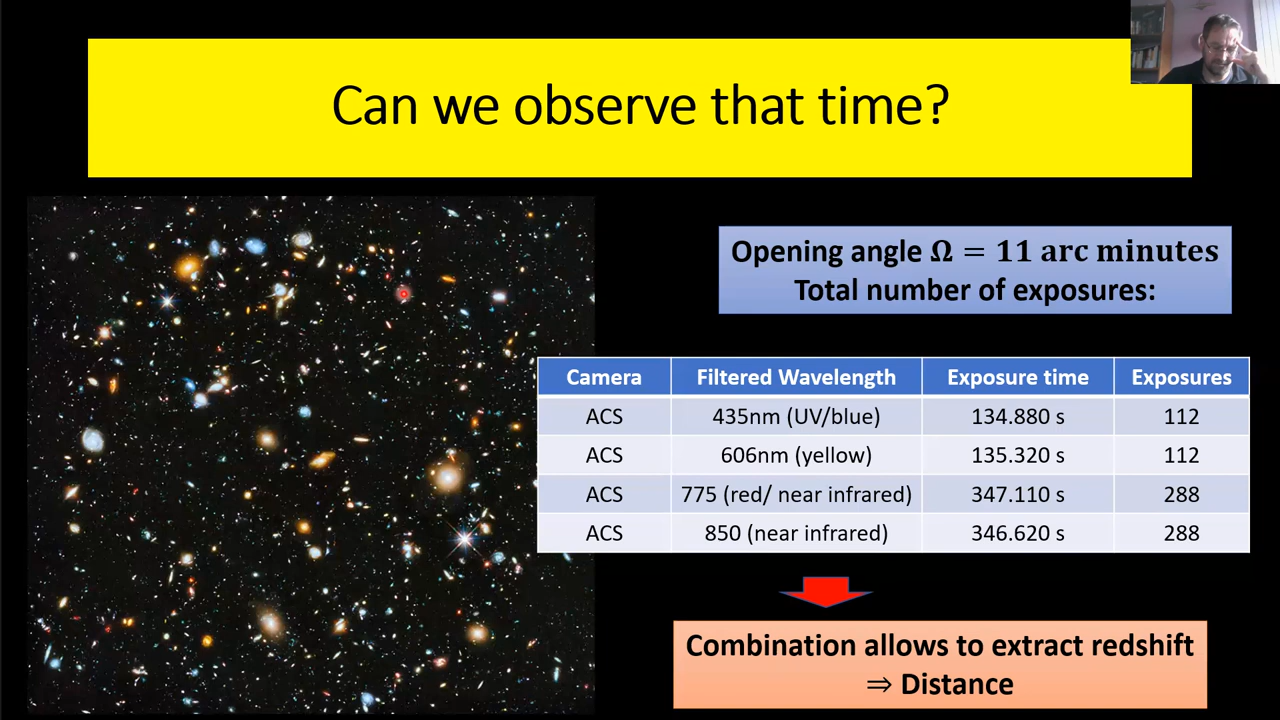 Can we observe that time?
Opening angle Ω = 11 arc minutes
Total number of exposures:
Camera Filtered Wavelength Exposure time Exposures
ACS 435nm (UV/blue) 134.880 s 112
ACS 606nm (yellow) 135.320 s 112
ACS 775 (red/ near infrared) 347.110 s 288
ACS 850 (near infrared) 346.620 s 288
Combination allows to extract redshift
⇒ Distance